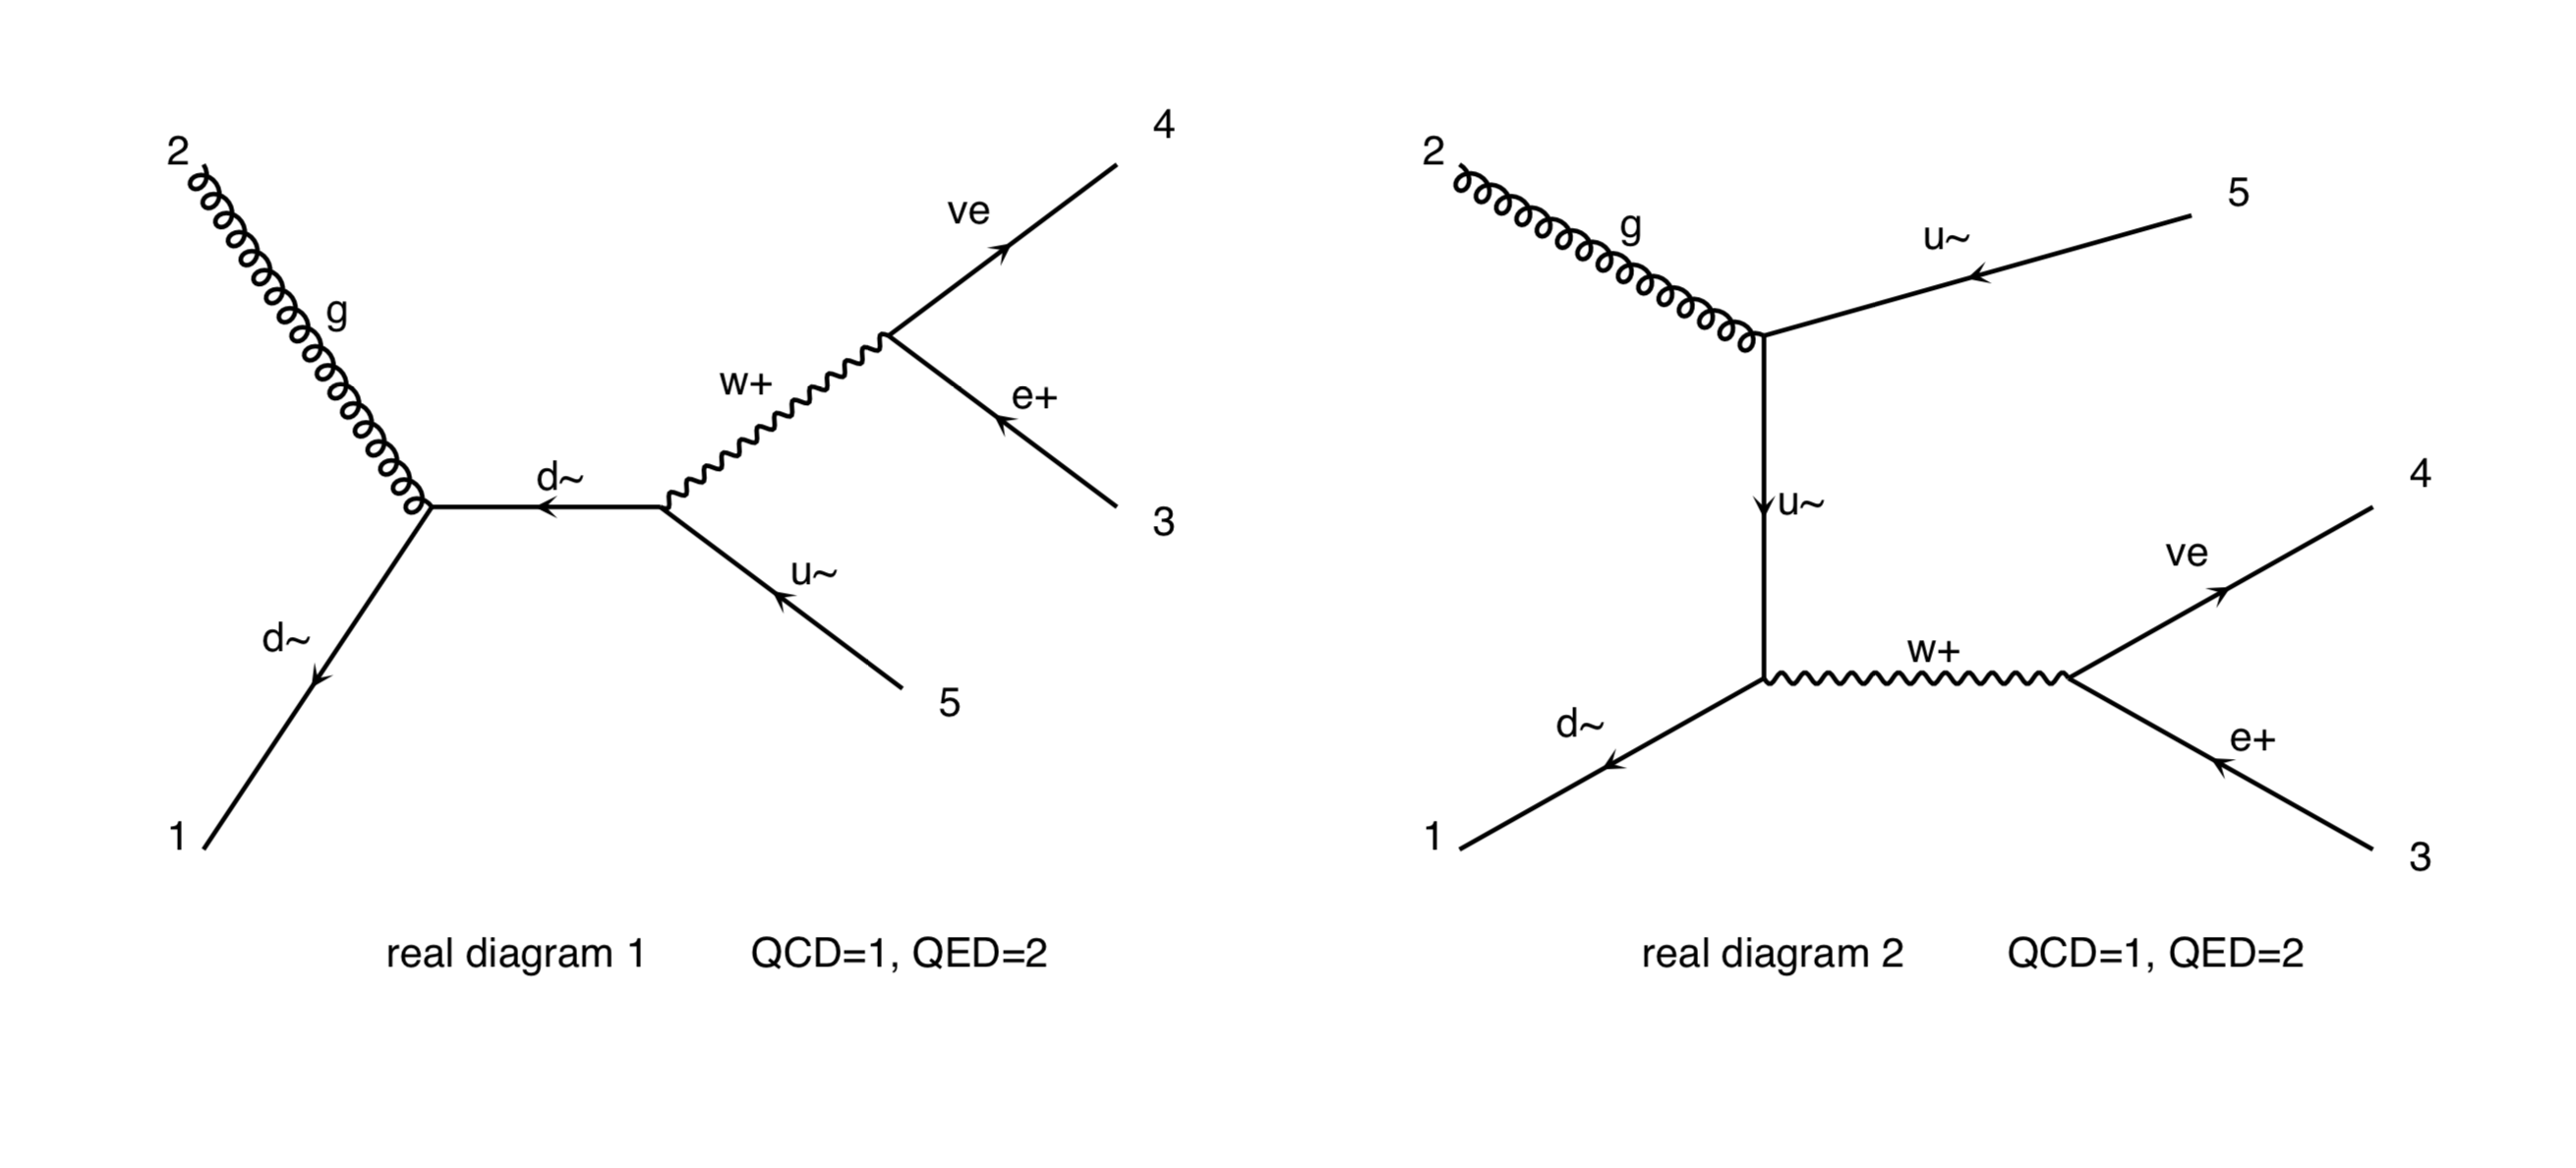 2
g
d~
1
d~
w+
ve
4
e+
3
u~
5
real diagram 1 QCD=1, QED=2
2
g
u~
5
u~
d~
1
w+
ve
4
e+
3
real diagram 2 QCD=1, QED=2